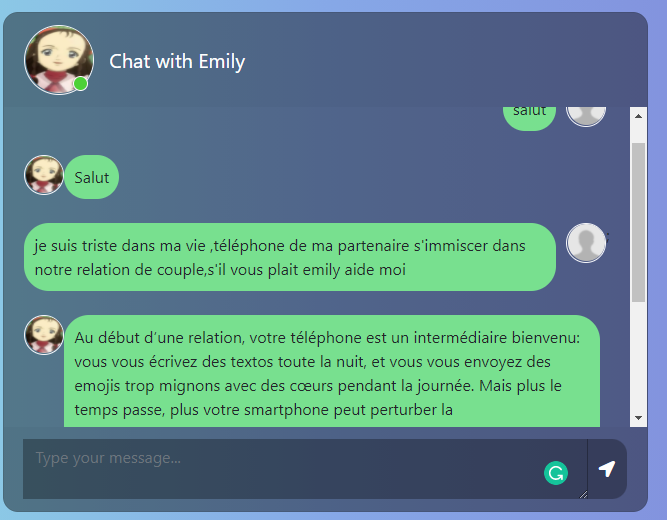 Chat with Emily
salut
Salut
je suis triste dans ma vie ,téléphone de ma partenaire s'immiscer dans
notre relation de couple,s'il vous plait emily aide moi
Au début d'une relation, votre téléphone est un intermédiaire bienvenu:
vous vous écrivez des textos toute la nuit, et vous vous envoyez des
emojis trop mignons avec des cœurs pendant la journée. Mais plus le
temps passe, plus votre smartphone peut perturber la
Type your message...